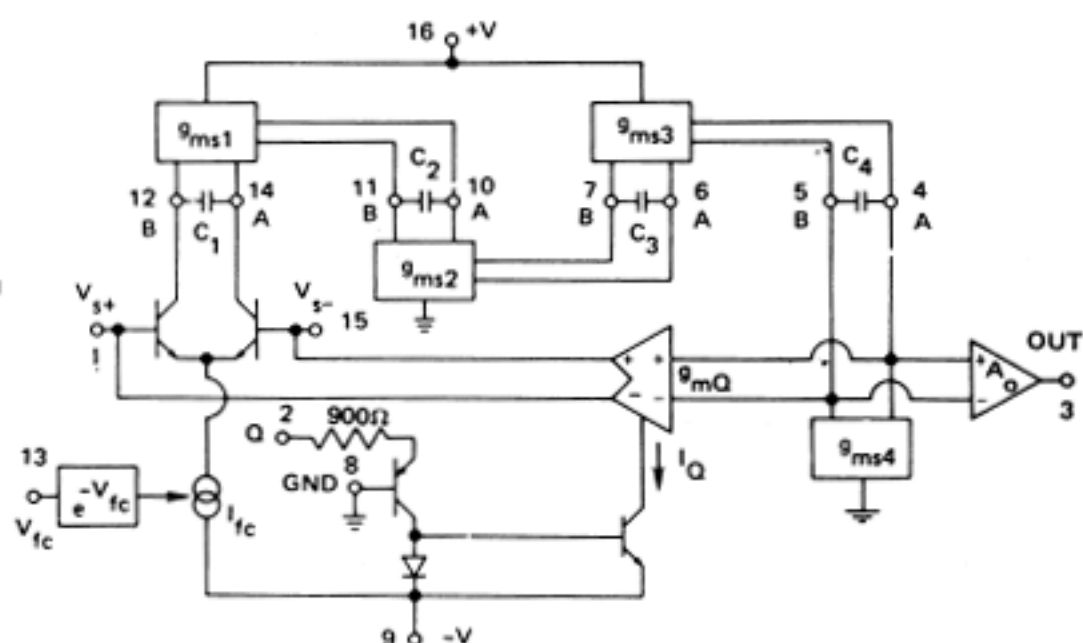 16 +V
gms1
gms3
C2
C4
12
14
11
10
7
6
5
4
B
C1
A
B
A
B
C3
A
B
A
gms2
Vs+
Vs-
15
1
OUT
+
+
gmQ
+
Ao
-
-
-
3
2
900Ω
Q
8
GND
IQ
gms4
13
e-Vfc
Vfc
Ifc
9
-V